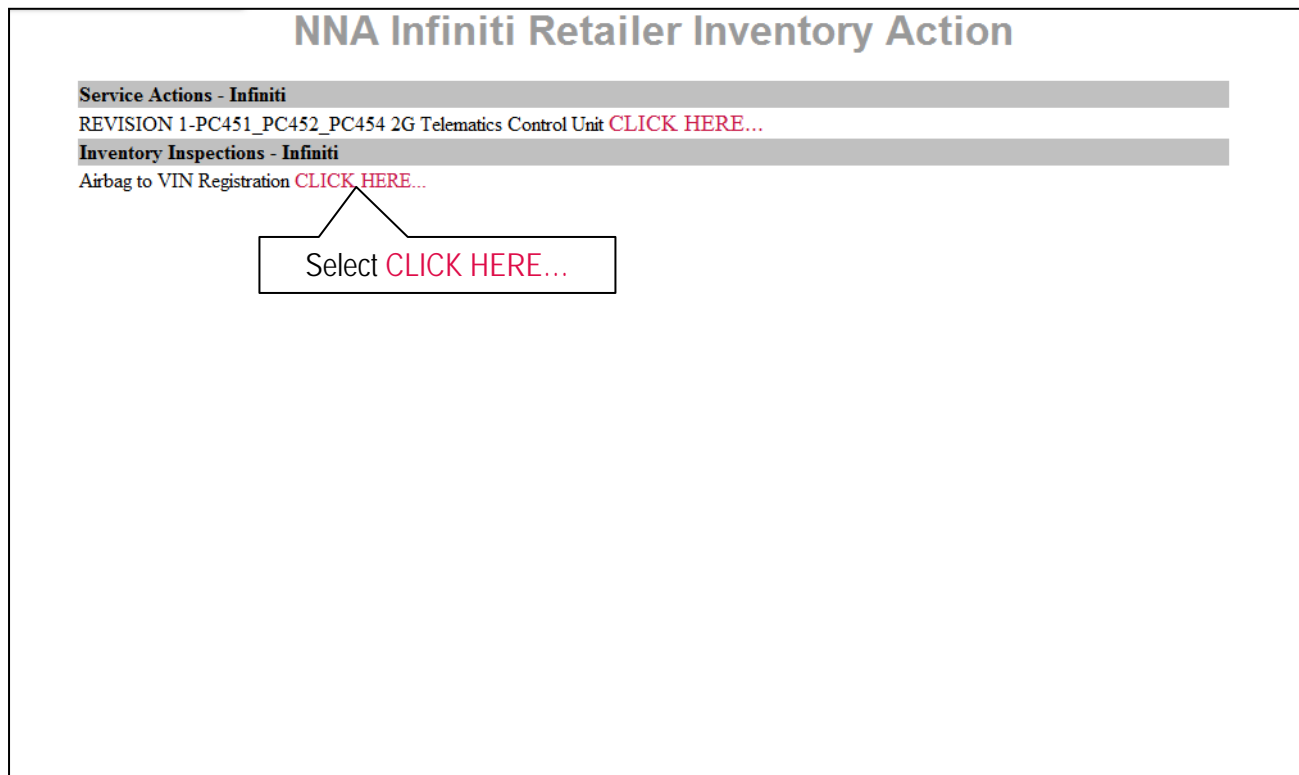 NNA Infiniti Retailer Inventory Action
Service Actions - Infiniti
REVISION 1-PC451_PC452_PC454 2G Telematics Control Unit CLICK HERE...
Inventory Inspections - Infiniti
Airbag to VIN Registration CLICK HERE...
Select CLICK HERE...